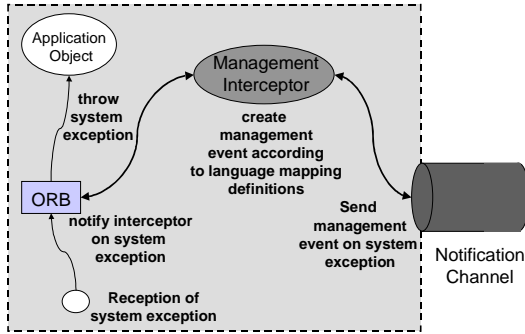 Application
Object
throw
system
exception
Management
Interceptor
create
management
event according
to language mapping
definitions
ORB
notify interceptor
on system
exception
Send
management
event on system
exception
Notification
Channel
Reception of
system exception